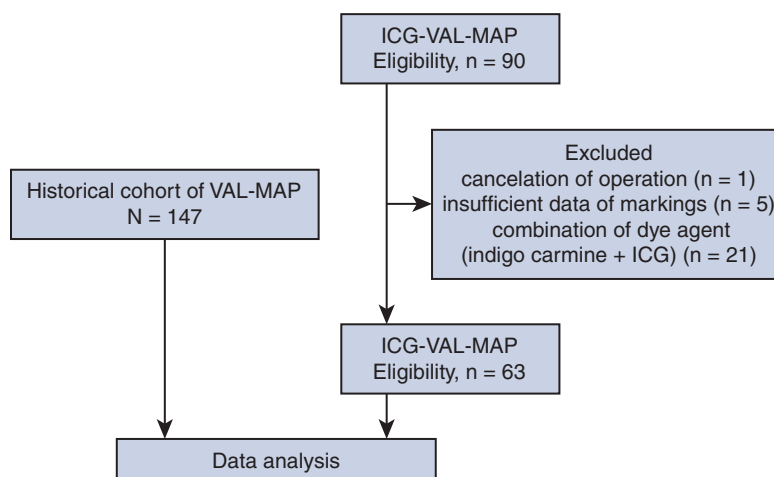 ICG-VAL-MAP
Eligibility, n = 90
Excluded
cancelation of operation (n = 1)
insufficient data of markings (n = 5)
combination of dye agent
(indigo carmine + ICG) (n = 21)
Historical cohort of VAL-MAP
N = 147
ICG-VAL-MAP
Eligibility, n = 63
Data analysis